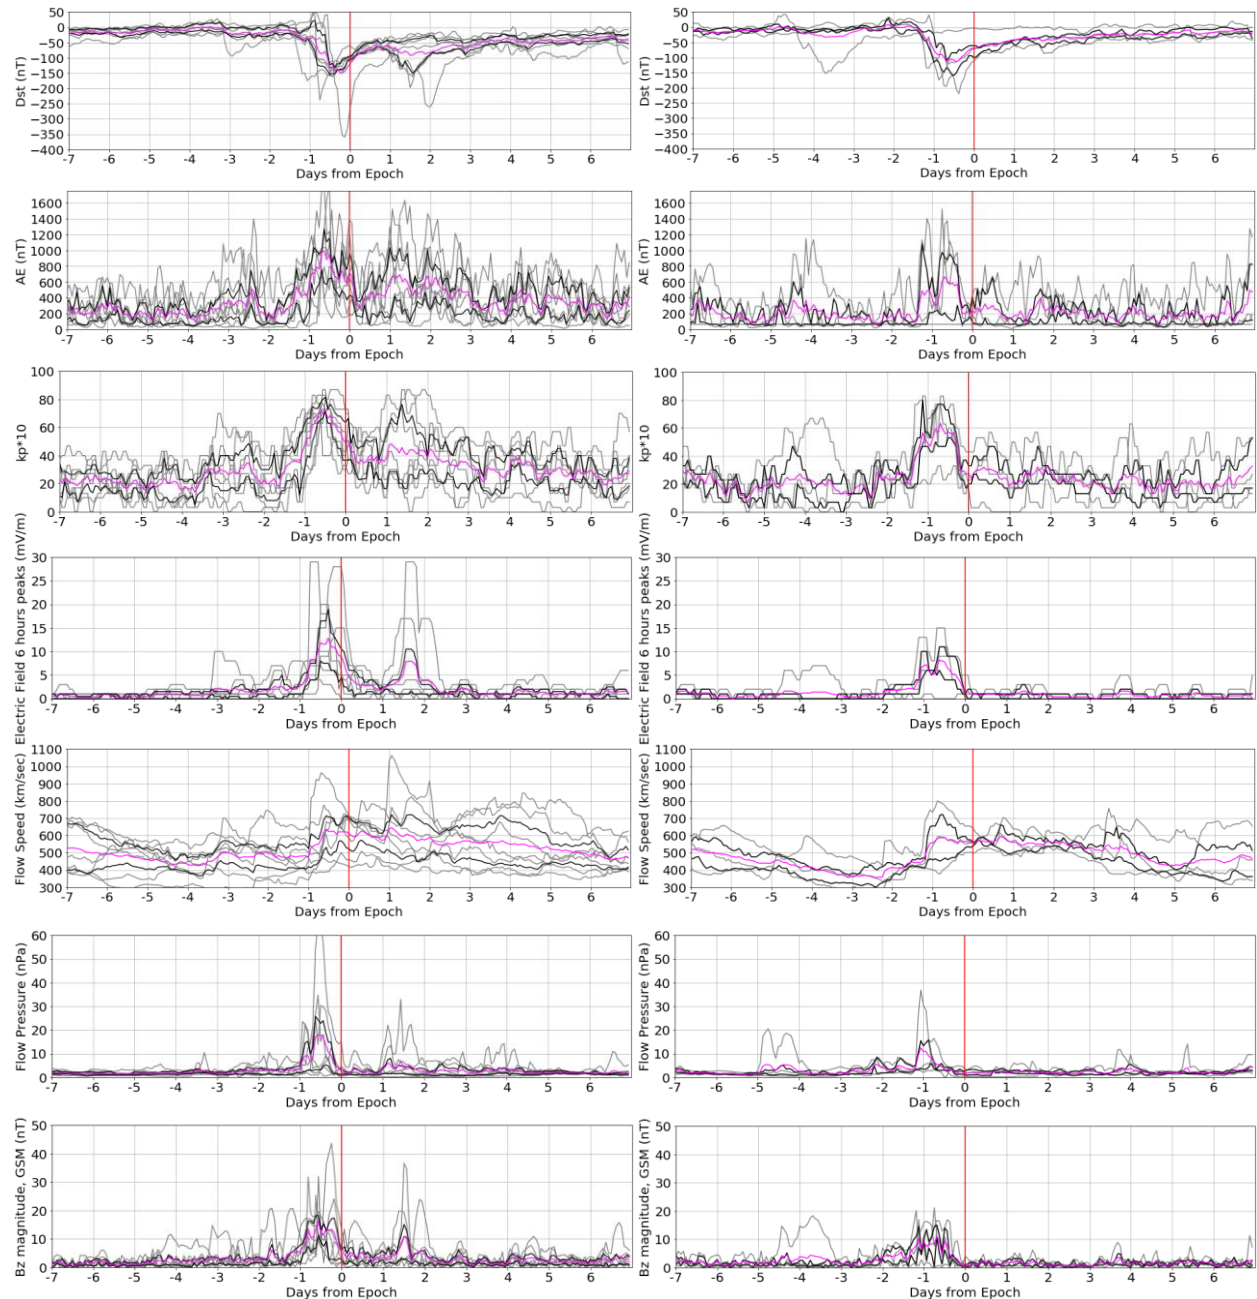 50
0
−50
−100
−150
−200
−250
−300
−350
−400
Dst (nT)
-7 -6 -5 -4 -3 -2 -1 0 1 2 3 4 5 6
Days from Epoch
50
0
−50
−100
−150
−200
−250
−300
−350
−400
Dst (nT)
-7 -6 -5 -4 -3 -2 -1 0 1 2 3 4 5 6
Days from Epoch
1600
1400
1200
1000
800
600
400
200
0
AE (nT)
-7 -6 -5 -4 -3 -2 -1 0 1 2 3 4 5 6
Days from Epoch
1600
1400
1200
1000
800
600
400
200
0
AE (nT)
-7 -6 -5 -4 -3 -2 -1 0 1 2 3 4 5 6
Days from Epoch
100
80
60
40
20
0
kp*10
-7 -6 -5 -4 -3 -2 -1 0 1 2 3 4 5 6
Days from Epoch
100
80
60
40
20
0
kp*10
-7 -6 -5 -4 -3 -2 -1 0 1 2 3 4 5 6
Days from Epoch
30
25
20
15
10
5
0
Electric Field 6 hours peaks (mV/m)
-7 -6 -5 -4 -3 -2 -1 0 1 2 3 4 5 6
Days from Epoch
30
25
20
15
10
5
0
Electric Field 6 hours peaks (mV/m)
-7 -6 -5 -4 -3 -2 -1 0 1 2 3 4 5 6
Days from Epoch
1100
1000
900
800
700
600
500
400
300
Flow Speed (km/sec)
-7 -6 -5 -4 -3 -2 -1 0 1 2 3 4 5 6
Days from Epoch
1100
1000
900
800
700
600
500
400
300
Flow Speed (km/sec)
-7 -6 -5 -4 -3 -2 -1 0 1 2 3 4 5 6
Days from Epoch
60
50
40
30
20
10
0
Flow Pressure (nPa)
-7 -6 -5 -4 -3 -2 -1 0 1 2 3 4 5 6
Days from Epoch
60
50
40
30
20
10
0
Flow Pressure (nPa)
-7 -6 -5 -4 -3 -2 -1 0 1 2 3 4 5 6
Days from Epoch
50
40
30
20
10
0
Bz magnitude, GSM (nT)
-7 -6 -5 -4 -3 -2 -1 0 1 2 3 4 5 6
Days from Epoch
50
40
30
20
10
0
Bz magnitude, GSM (nT)
-7 -6 -5 -4 -3 -2 -1 0 1 2 3 4 5 6
Days from Epoch